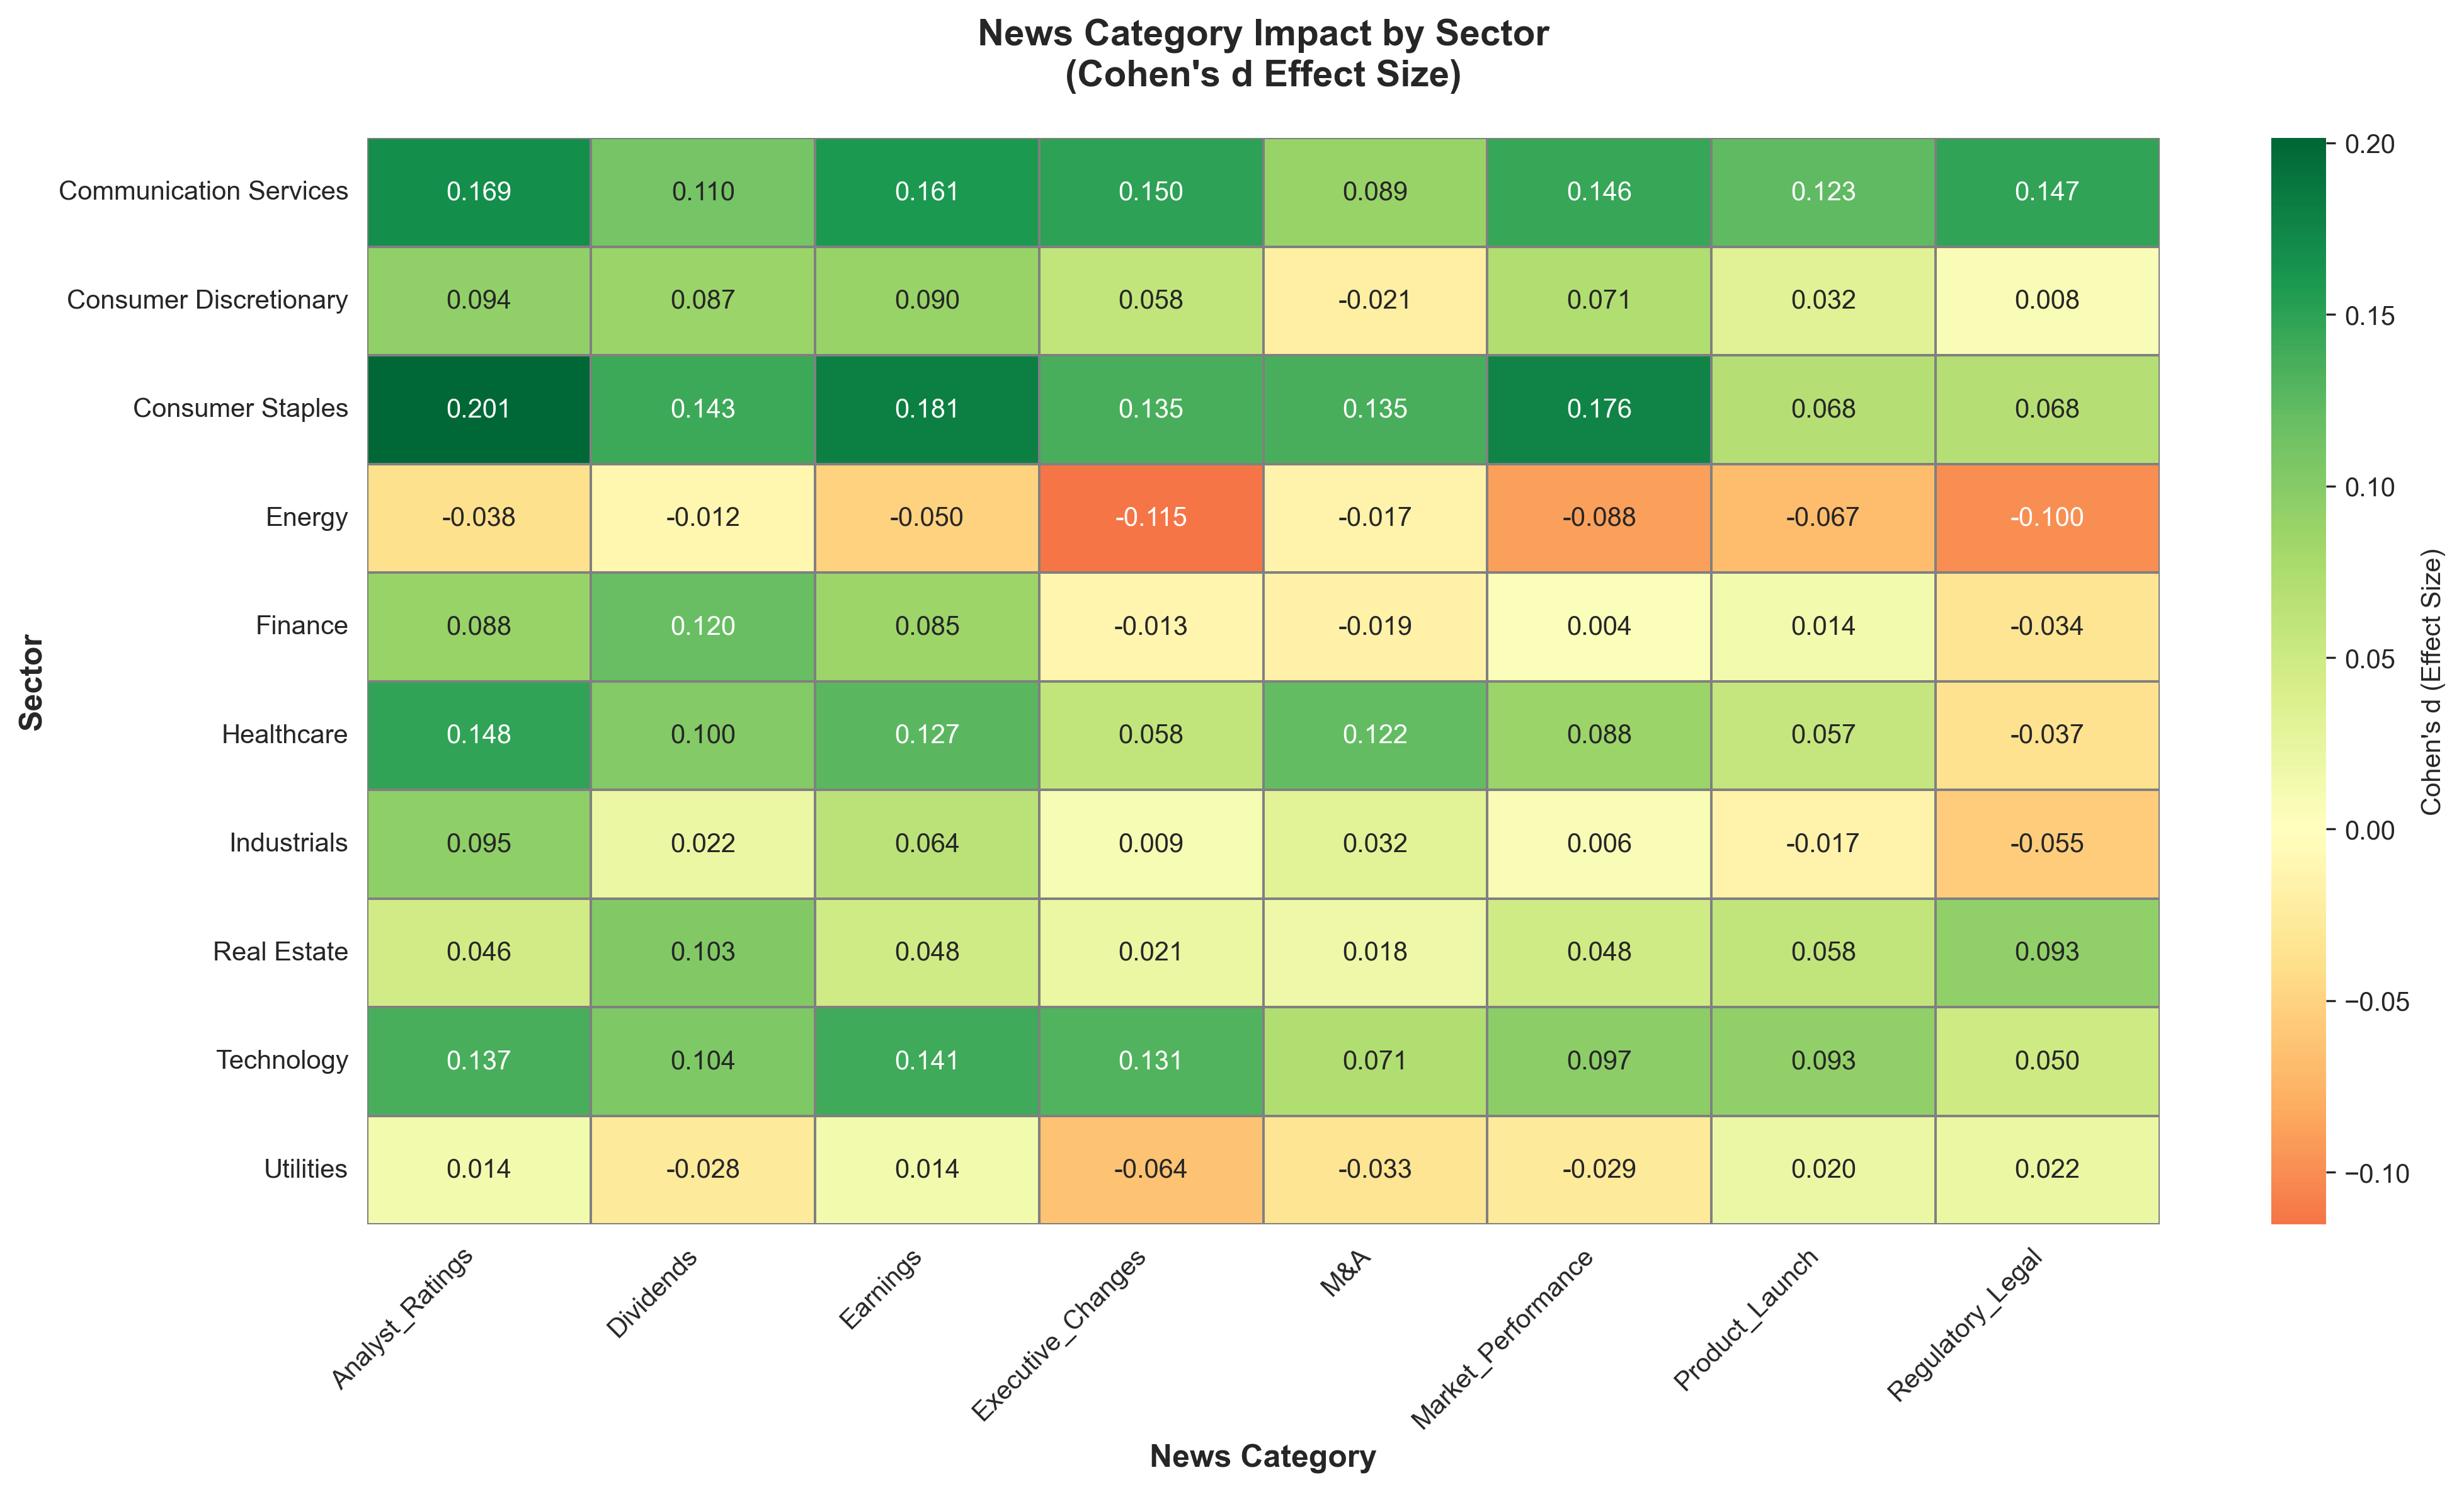 News Category Impact by Sector
(Cohen's d Effect Size)
Communication Services 0.169 0.110 0.161 0.150 0.089 0.146 0.123 0.147
Consumer Discretionary 0.094 0.087 0.090 0.058 -0.021 0.071 0.032 0.008
Consumer Staples 0.201 0.143 0.181 0.135 0.135 0.176 0.068 0.068
Energy -0.038 -0.012 -0.050 -0.115 -0.017 -0.088 -0.067 -0.100
Finance 0.088 0.120 0.085 -0.013 -0.019 0.004 0.014 -0.034
Healthcare 0.148 0.100 0.127 0.058 0.122 0.088 0.057 -0.037
Industrials 0.095 0.022 0.064 0.009 0.032 0.006 -0.017 -0.055
Real Estate 0.046 0.103 0.048 0.021 0.018 0.048 0.058 0.093
Technology 0.137 0.104 0.141 0.131 0.071 0.097 0.093 0.050
Utilities 0.014 -0.028 0.014 -0.064 -0.033 -0.029 0.020 0.022
Analyst_Ratings Dividends Earnings Executive_Changes M&A Market_Performance Product_Launch Regulatory_Legal
News Category
Sector
0.20
0.15
0.10
0.05
0.00
−0.05
−0.10
Cohen's d (Effect Size)